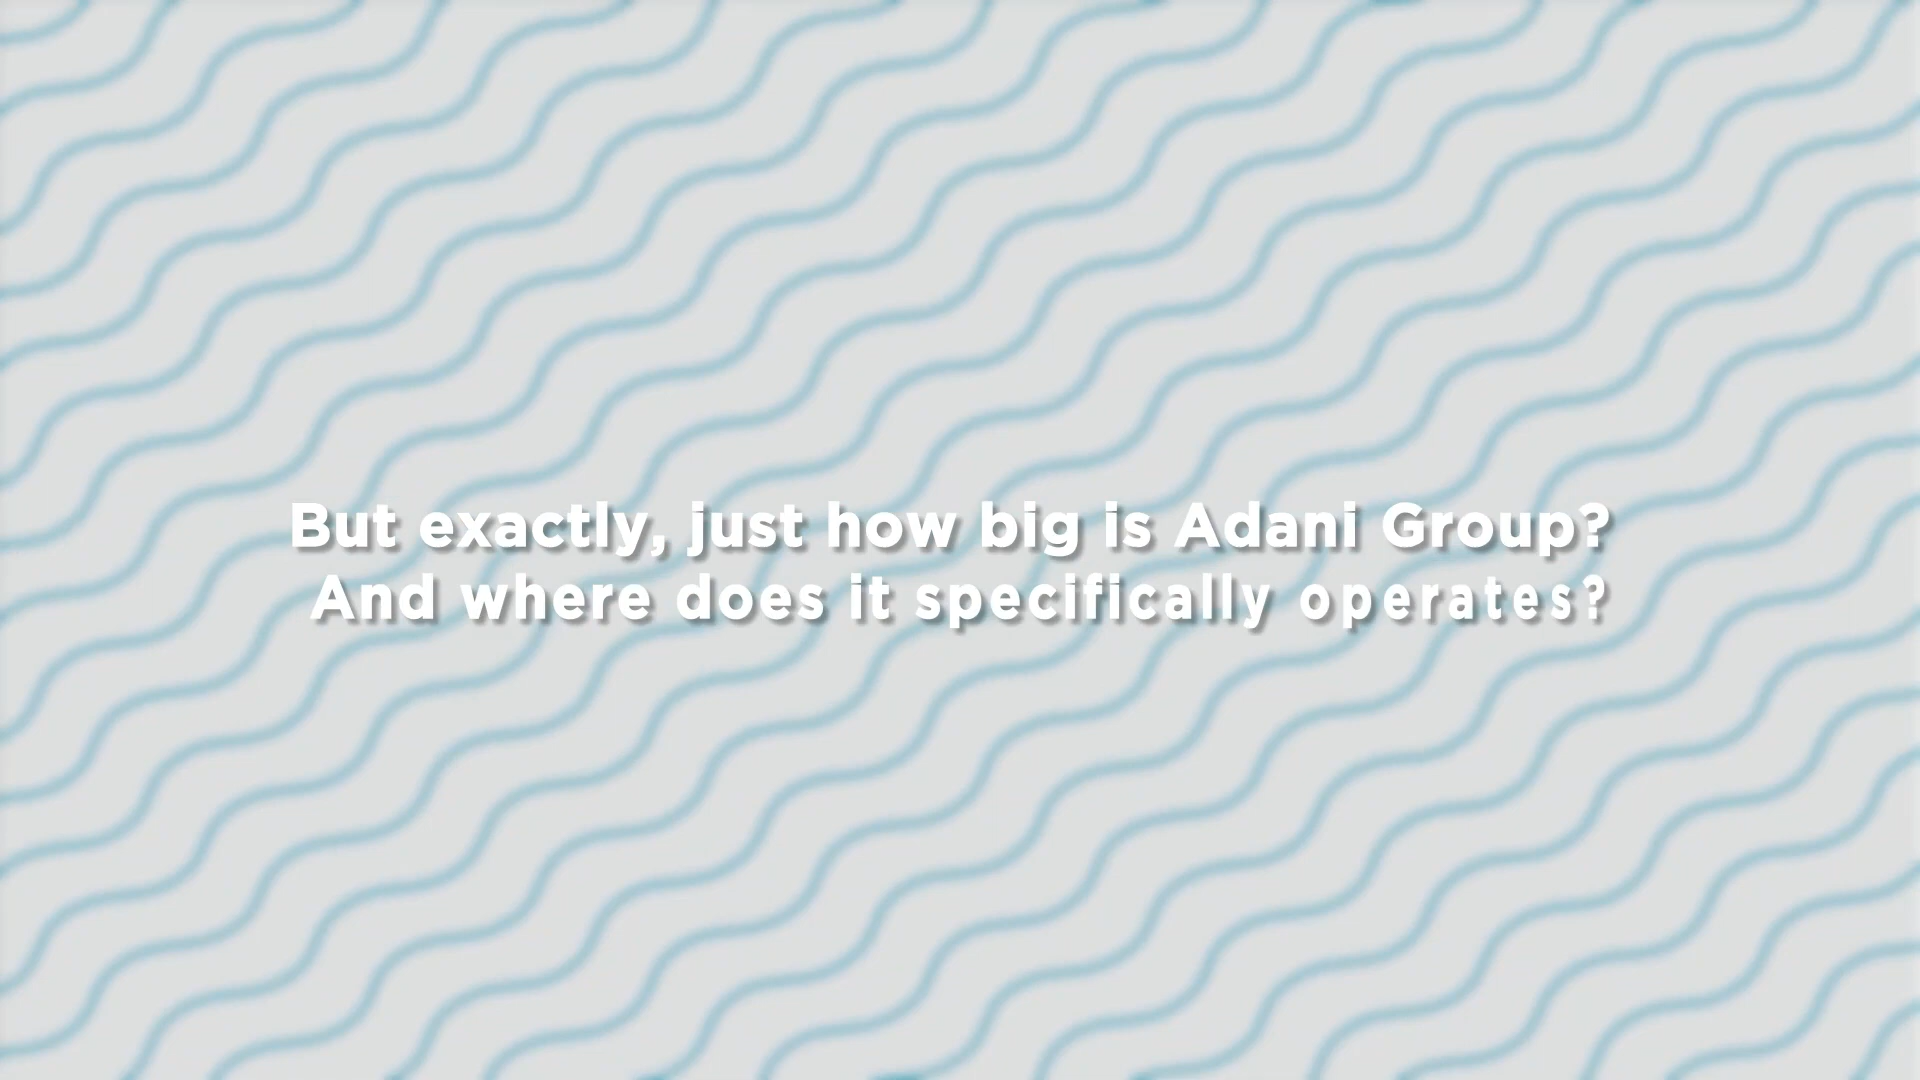 But exactly, just how big is Adani Group?
And where does it specifically operates?